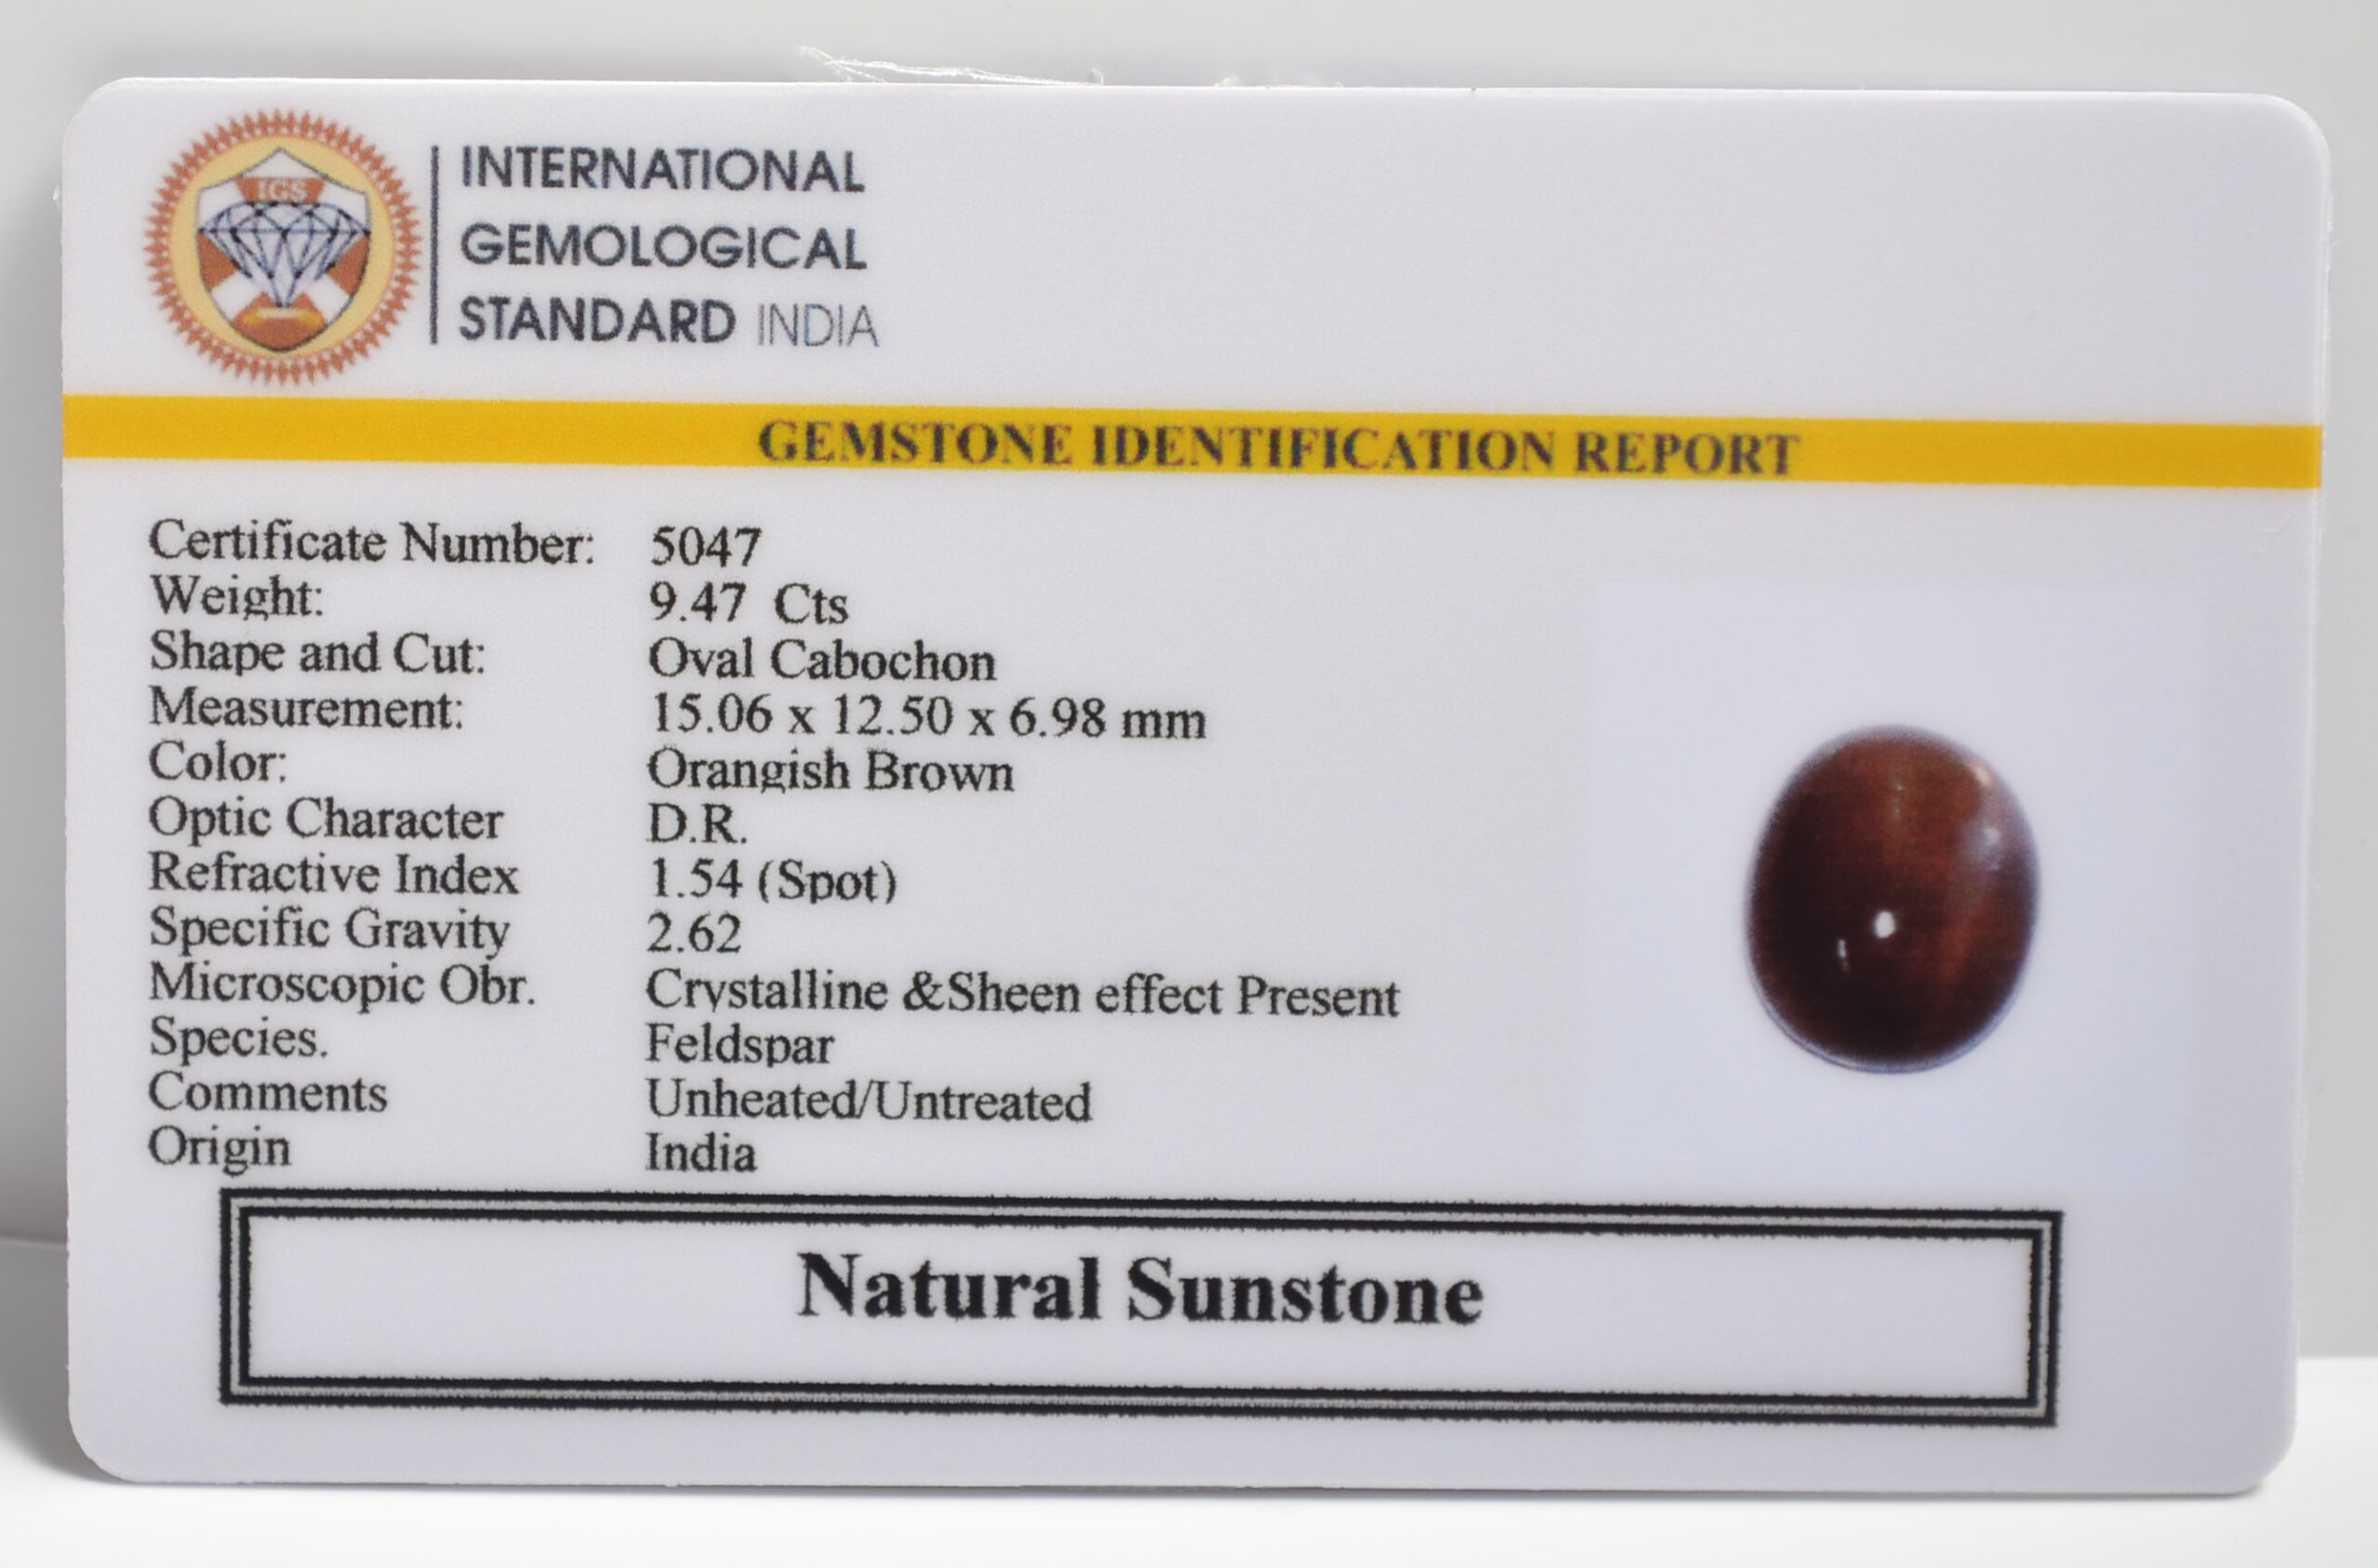 IGS
INTERNATIONAL
GEMOLOGICAL
STANDARD INDIA
GEMSTONE IDENTIFICATION REPORT
Certificate Number: 5047
Weight: 9.47 Cts
Shape and Cut: Oval Cabochon
Measurement: 15.06 x 12.50 x 6.98 mm
Color: Orangish Brown
Optic Character D.R.
Refractive Index 1.54 (Spot)
Specific Gravity 2.62
Microscopic Obr. Crystalline &Sheen effect Present
Species. Feldspar
Comments Unheated/Untreated
Origin India
Natural Sunstone